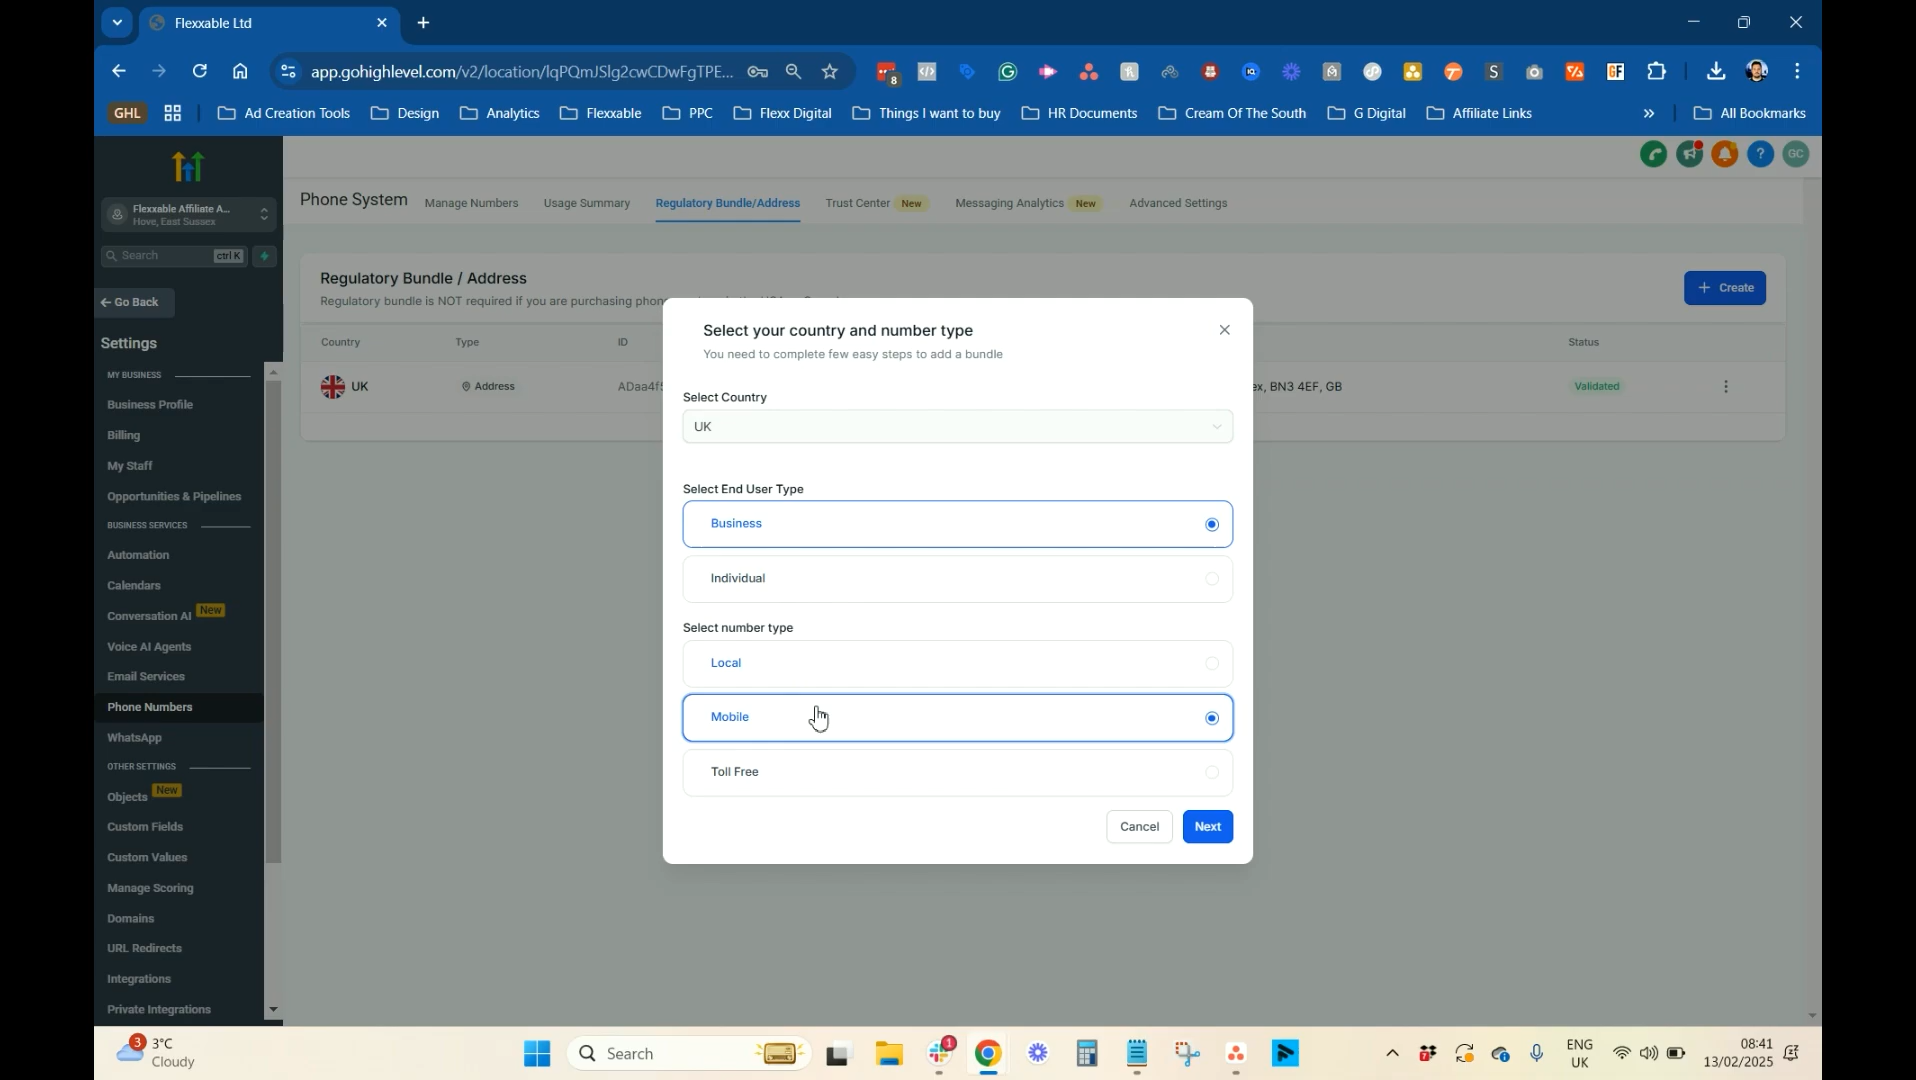 Flexxable Ltd
app.gohighlevel.com/v2/location/lqPQmJSlg2cwCDwFgTPE...
8
GHL
Ad Creation Tools
Design
Analytics
Flexxable
PPC
Flexx Digital
Things I want to buy
HR Documents
Cream Of The South
G Digital
Affiliate Links
»
All Bookmarks
GC
Flexxable Affiliate A...
Hove, East Sussex
Search
ctrl K
Go Back
Settings
MY BUSINESS
Business Profile
Billing
My Staff
Opportunities & Pipelines
BUSINESS SERVICES
Automation
Calendars
Conversation AI New
Voice AI Agents
Email Services
Phone Numbers
WhatsApp
OTHER SETTINGS
Objects New
Custom Fields
Custom Values
Manage Scoring
Domains
URL Redirects
Integrations
Private Integrations
Phone System
Manage Numbers
Usage Summary
Regulatory Bundle/Address
Trust Center New
Messaging Analytics New
Advanced Settings
Regulatory Bundle / Address
Regulatory bundle is NOT required if you are purchasing
+ Create
Country
Type
ID
Status
UK
Address
ADaa4f
BN3 4EF, GB
Validated
Select your country and number type
You need to complete few easy steps to add a bundle
Select Country
UK
Select End User Type
Business
Individual
Select number type
Local
Mobile
Toll Free
Cancel
Next
3
3°C
Cloudy
Search
1
7
ENG
UK
08:41
13/02/2025